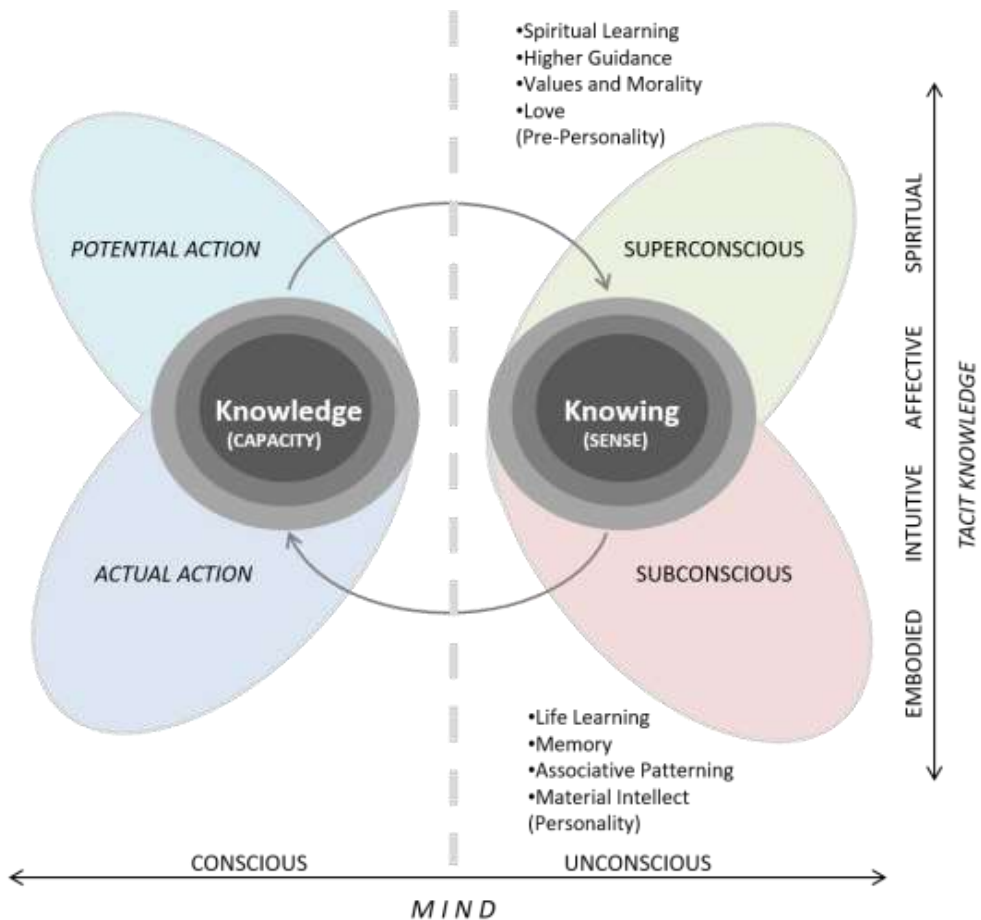 •Spiritual Learning
•Higher Guidance
•Values and Morality
•Love
(Pre-Personality)
POTENTIAL ACTION
SUPERCONSCIOUS
Knowledge
(CAPACITY)
Knowing
(SENSE)
ACTUAL ACTION
SUBCONSCIOUS
•Life Learning
•Memory
•Associative Patterning
•Material Intellect
(Personality)
SPIRITUAL
AFFECTIVE
INTUITIVE
EMBODIED
TACIT KNOWLEDGE
CONSCIOUS
UNCONSCIOUS
MIND